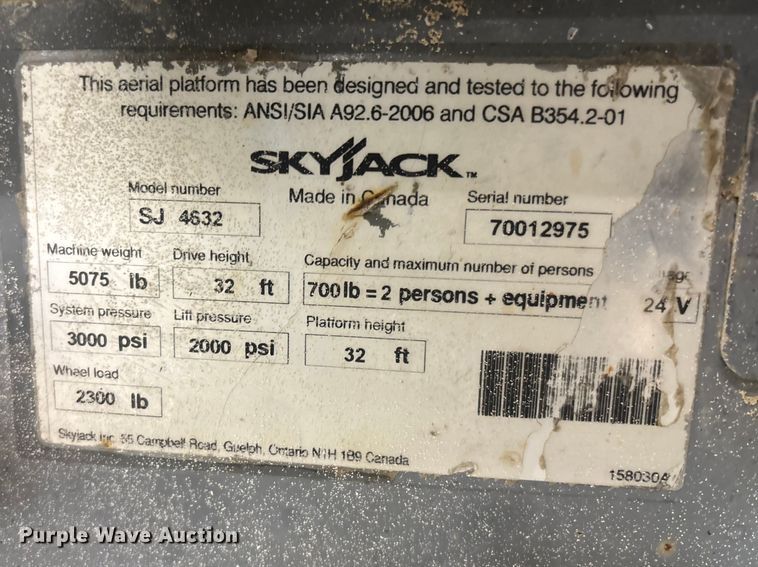 This aerial platform has been designed and tested to the following
requirements: ANSI/SIA A92.6-2006 and CSA B354.2-01
SKYJACK™
Made in Canada
Model number
SJ 4632
Serial number
70012975
Machine weight
5075 lb
Drive height
32 ft
Capacity and maximum number of persons
700 lb = 2 persons + equipment
24 V
System pressure
3000 psi
Lift pressure
2000 psi
Platform height
32 ft
Wheel load
2300 lb
Skyjack Inc. 55 Campbell Road, Guelph, Ontario N1H 1B9 Canada
158030A
Purple Wave Auction